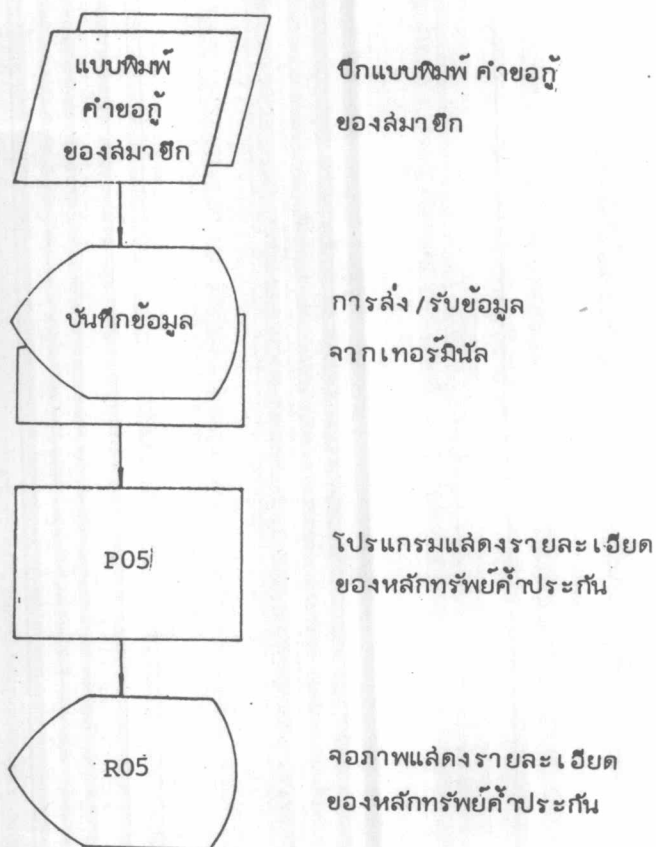 แบบพิมพ์
คำขอกู้
ของสมาชิก
ปึกแบบพิมพ์ คำขอกู้
ของสมาชิก
บันทึกข้อมูล
การส่ง/รับข้อมูล
จากเทอร์มินัล
P05
โปรแกรมแสดงรายละเอียด
ของหลักทรัพย์ค้ำประกัน
R05
จอภาพแสดงรายละเอียด
ของหลักทรัพย์ค้ำประกัน